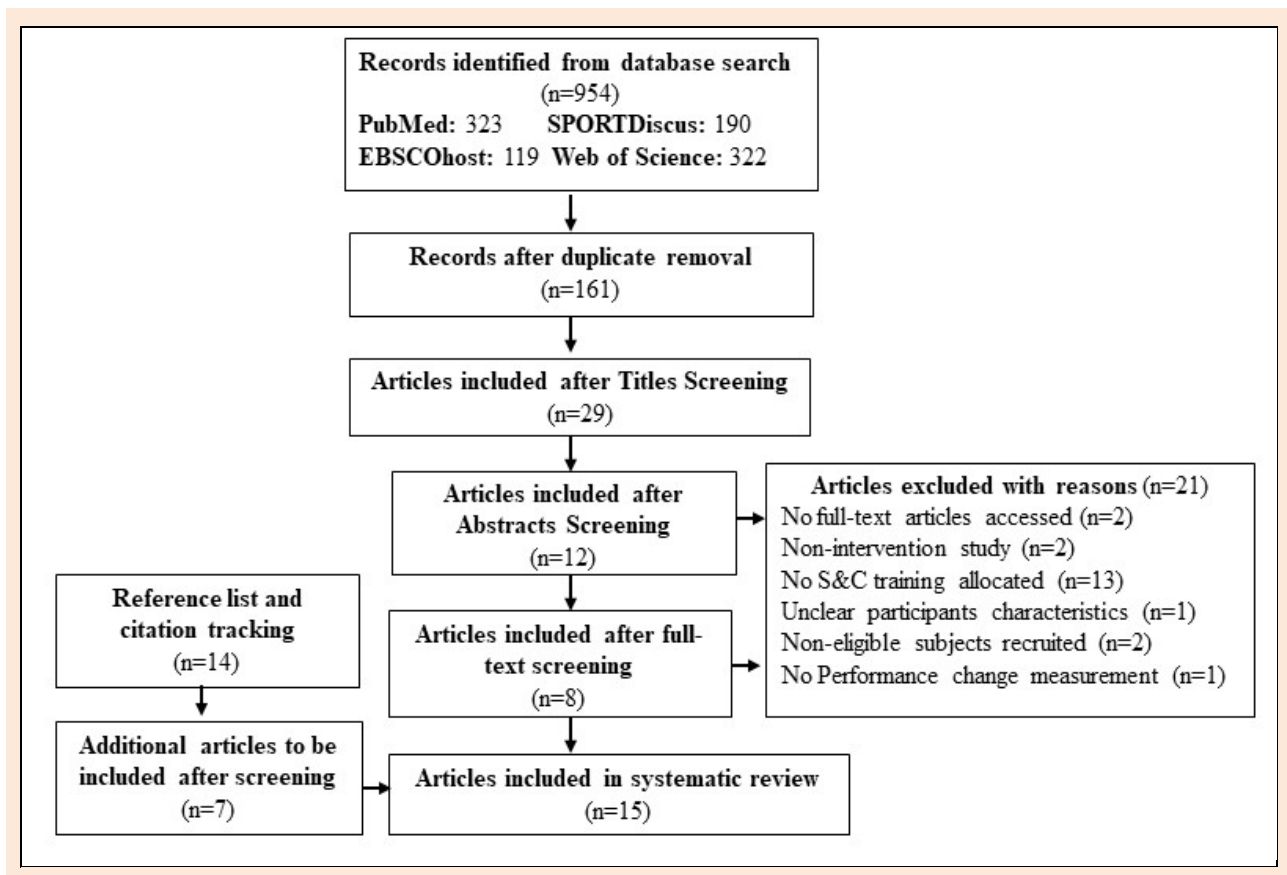 Records identified from database search
(n=954)
PubMed: 323 SPORTDiscus: 190
EBSCOhost: 119 Web of Science: 322
Records after duplicate removal
(n=161)
Articles included after Titles Screening
(n=29)
Articles included after
Abstracts Screening
(n=12)
Articles excluded with reasons (n=21)
No full-text articles accessed (n=2)
Non-intervention study (n=2)
No S&C training allocated (n=13)
Unclear participants characteristics (n=1)
Non-eligible subjects recruited (n=2)
No Performance change measurement (n=1)
Reference list and
citation tracking
(n=14)
Articles included after full-
text screening
(n=8)
Additional articles to be
included after screening
(n=7)
Articles included in systematic review
(n=15)